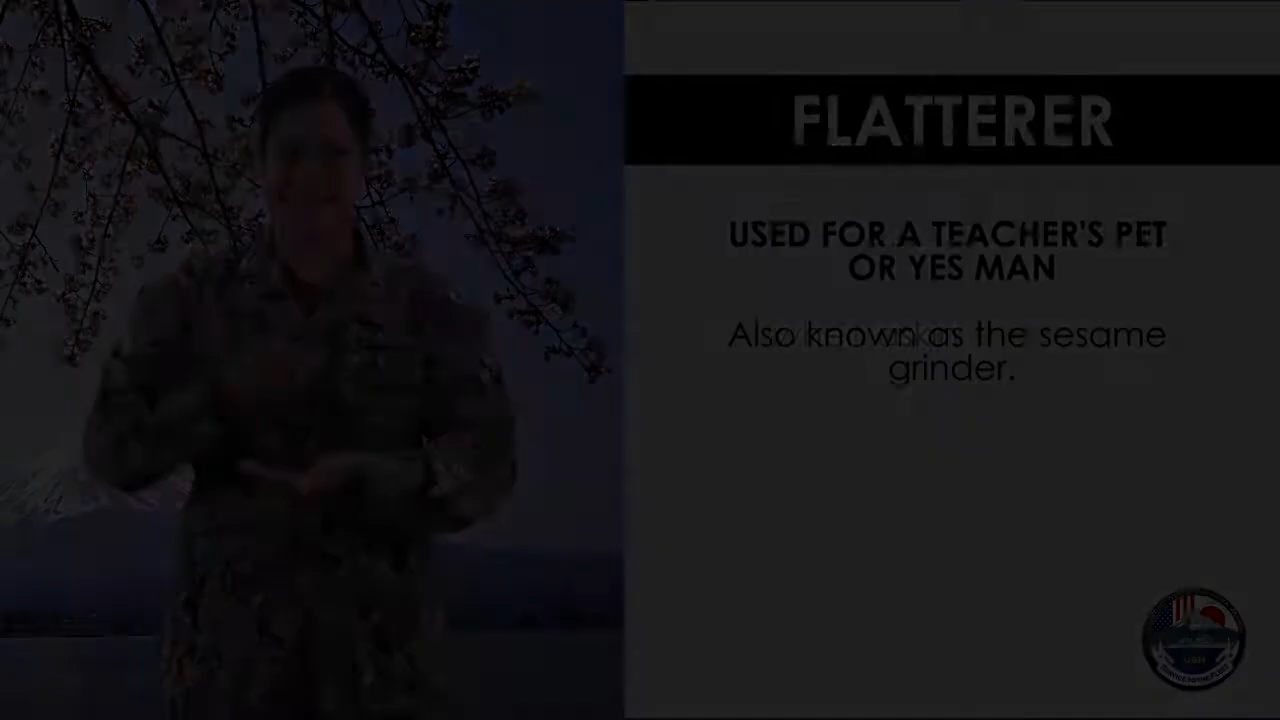 FLATTERER
USED FOR A TEACHER'S PET
OR YES MAN
Also known as the sesame
grinder.